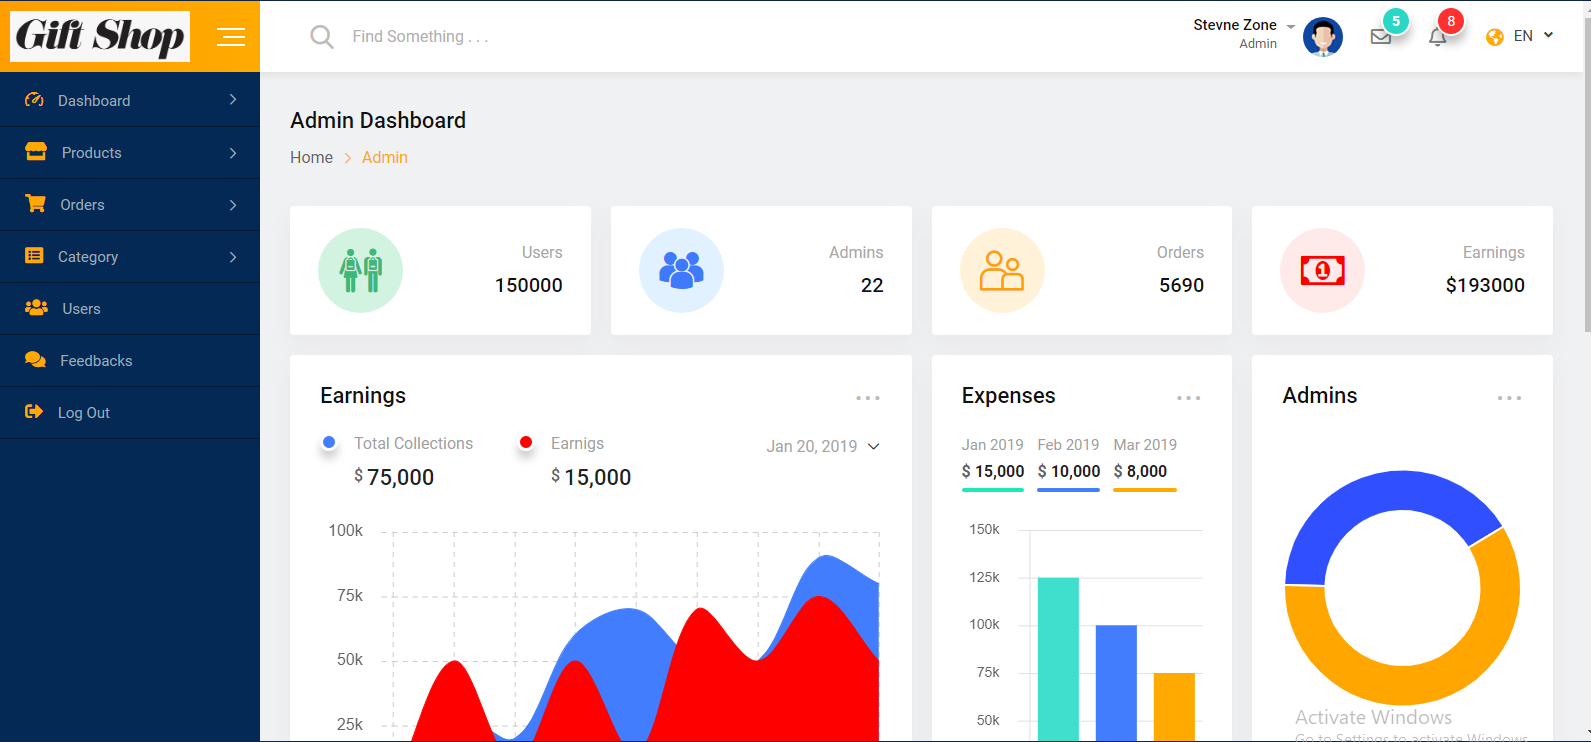 Gift Shop
Find Something . . .
Stevne Zone
Admin
5
8
EN
Dashboard
Products
Orders
Category
Users
Feedbacks
Log Out
Admin Dashboard
Home > Admin
Users
150000
Admins
22
Orders
5690
1
Earnings
$193000
Earnings
Total Collections
$ 75,000
Earnigs
$ 15,000
Jan 20, 2019
100k
75k
50k
25k
Expenses
Jan 2019 Feb 2019 Mar 2019
$ 15,000 $ 10,000 $ 8,000
150k
125k
100k
75k
50k
Admins
Activate Windows
Go to Settings to activate Windows.